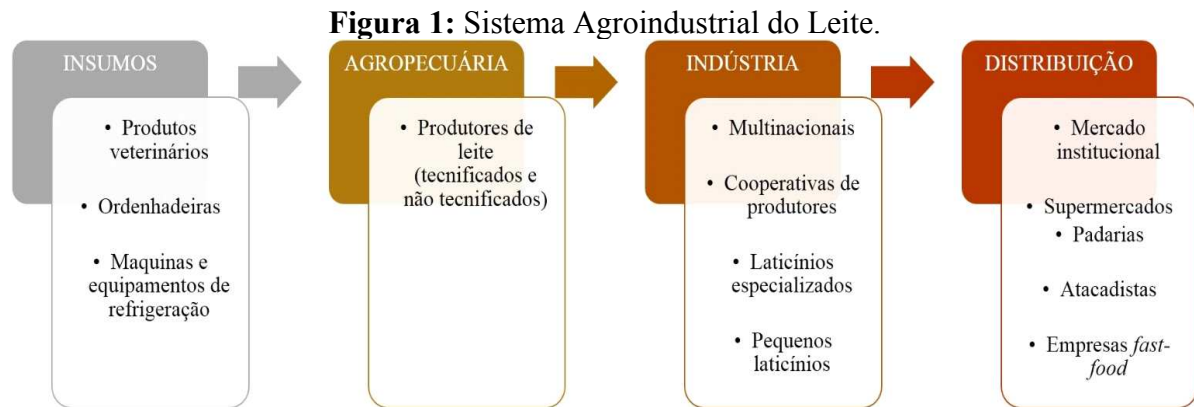 Figura 1: Sistema Agroindustrial do Leite.
INSUMOS
• Produtos
veterinários
• Ordenhadeiras
• Maquinas e
equipamentos de
refrigeração
AGROPECUÁRIA
• Produtores de
leite
(tecnificados e
não tecnificados)
INDÚSTRIA
• Multinacionais
• Cooperativas de
produtores
• Laticínios
especializados
• Pequenos
laticínios
DISTRIBUIÇÃO
• Mercado
institucional
• Supermercados
• Padarias
• Atacadistas
• Empresas fast-
food